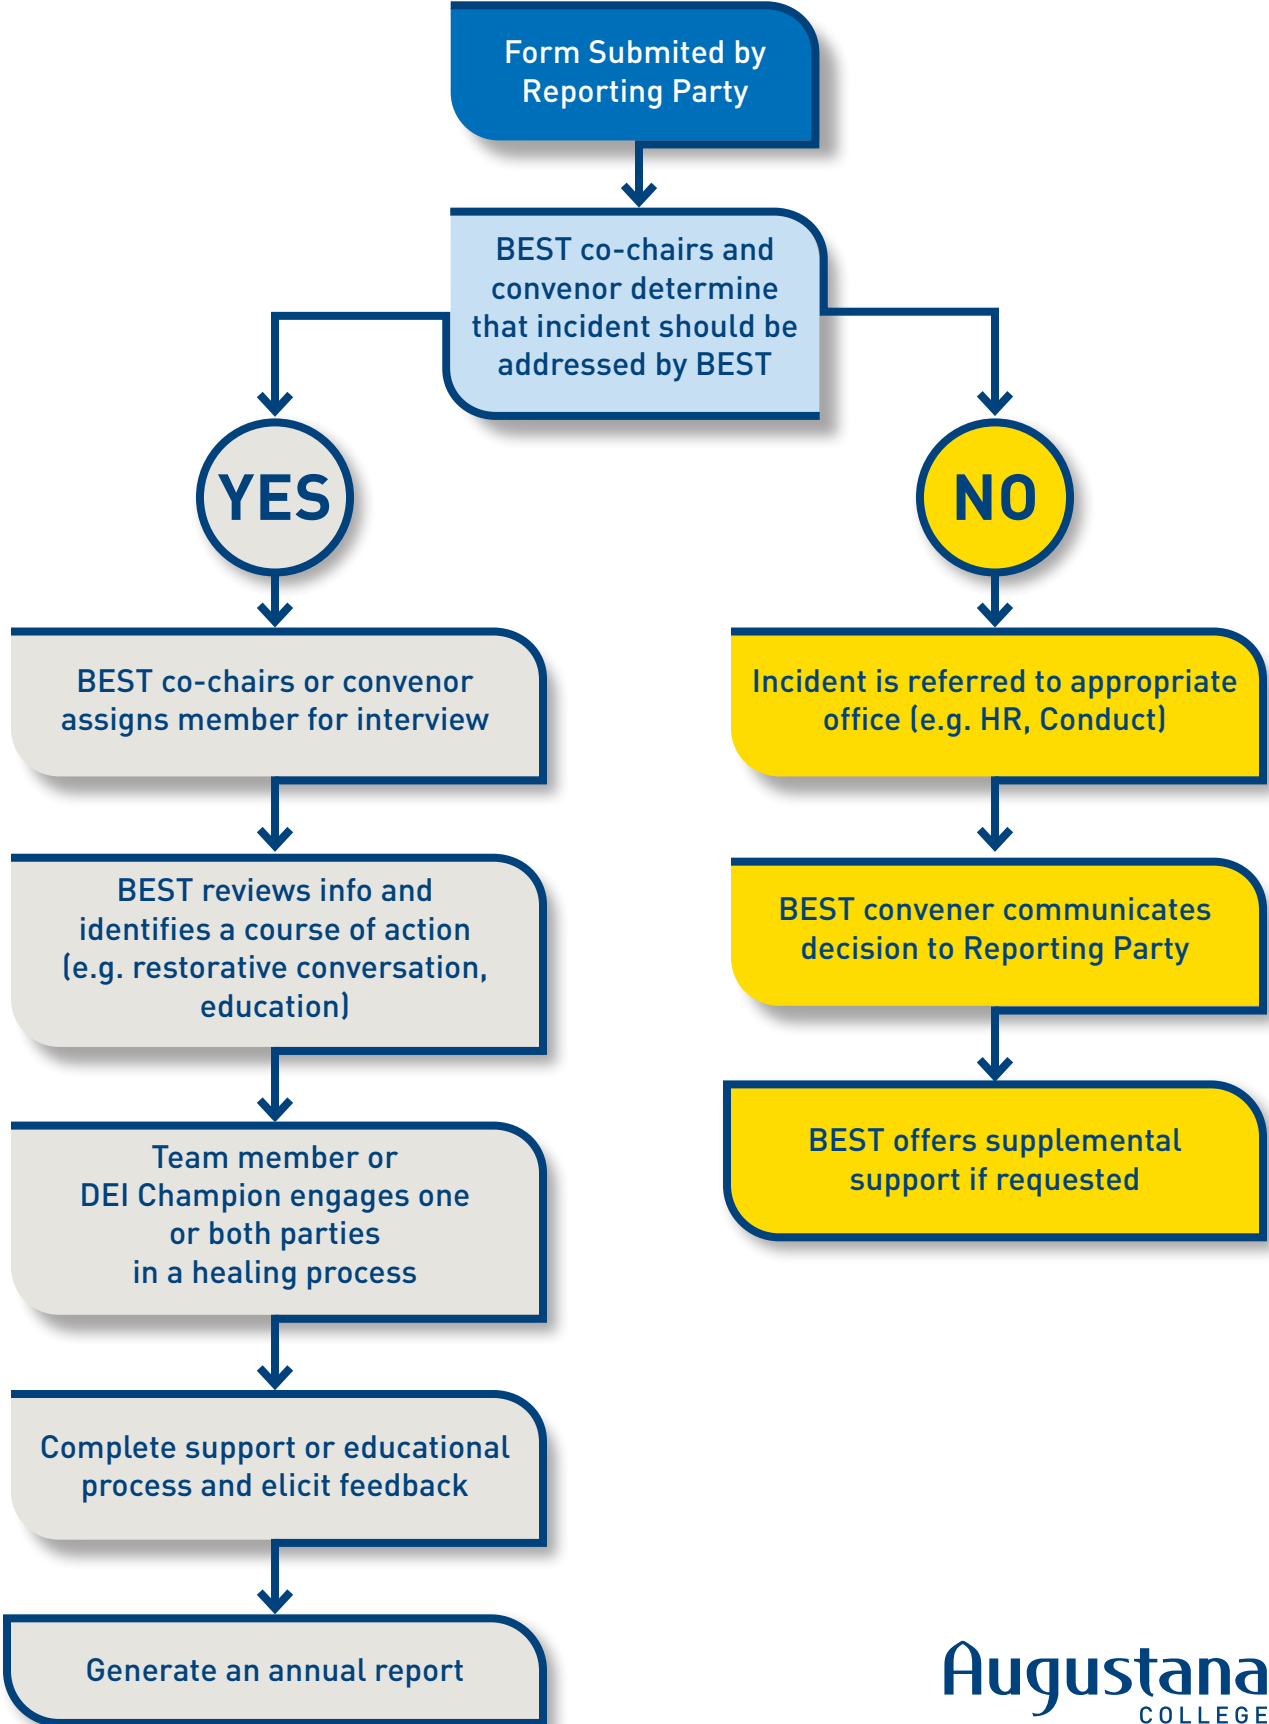 Form Submited by
Reporting Party
BEST co-chairs and
convenor determine
that incident should be
addressed by BEST
YES
BEST co-chairs or convenor
assigns member for interview
BEST reviews info and
identifies a course of action
(e.g. restorative conversation,
education)
Team member or
DEI Champion engages one
or both parties
in a healing process
Complete support or educational
process and elicit feedback
Generate an annual report
NO
Incident is referred to appropriate
office (e.g. HR, Conduct)
BEST convener communicates
decision to Reporting Party
BEST offers supplemental
support if requested
Augustana
COLLEGE